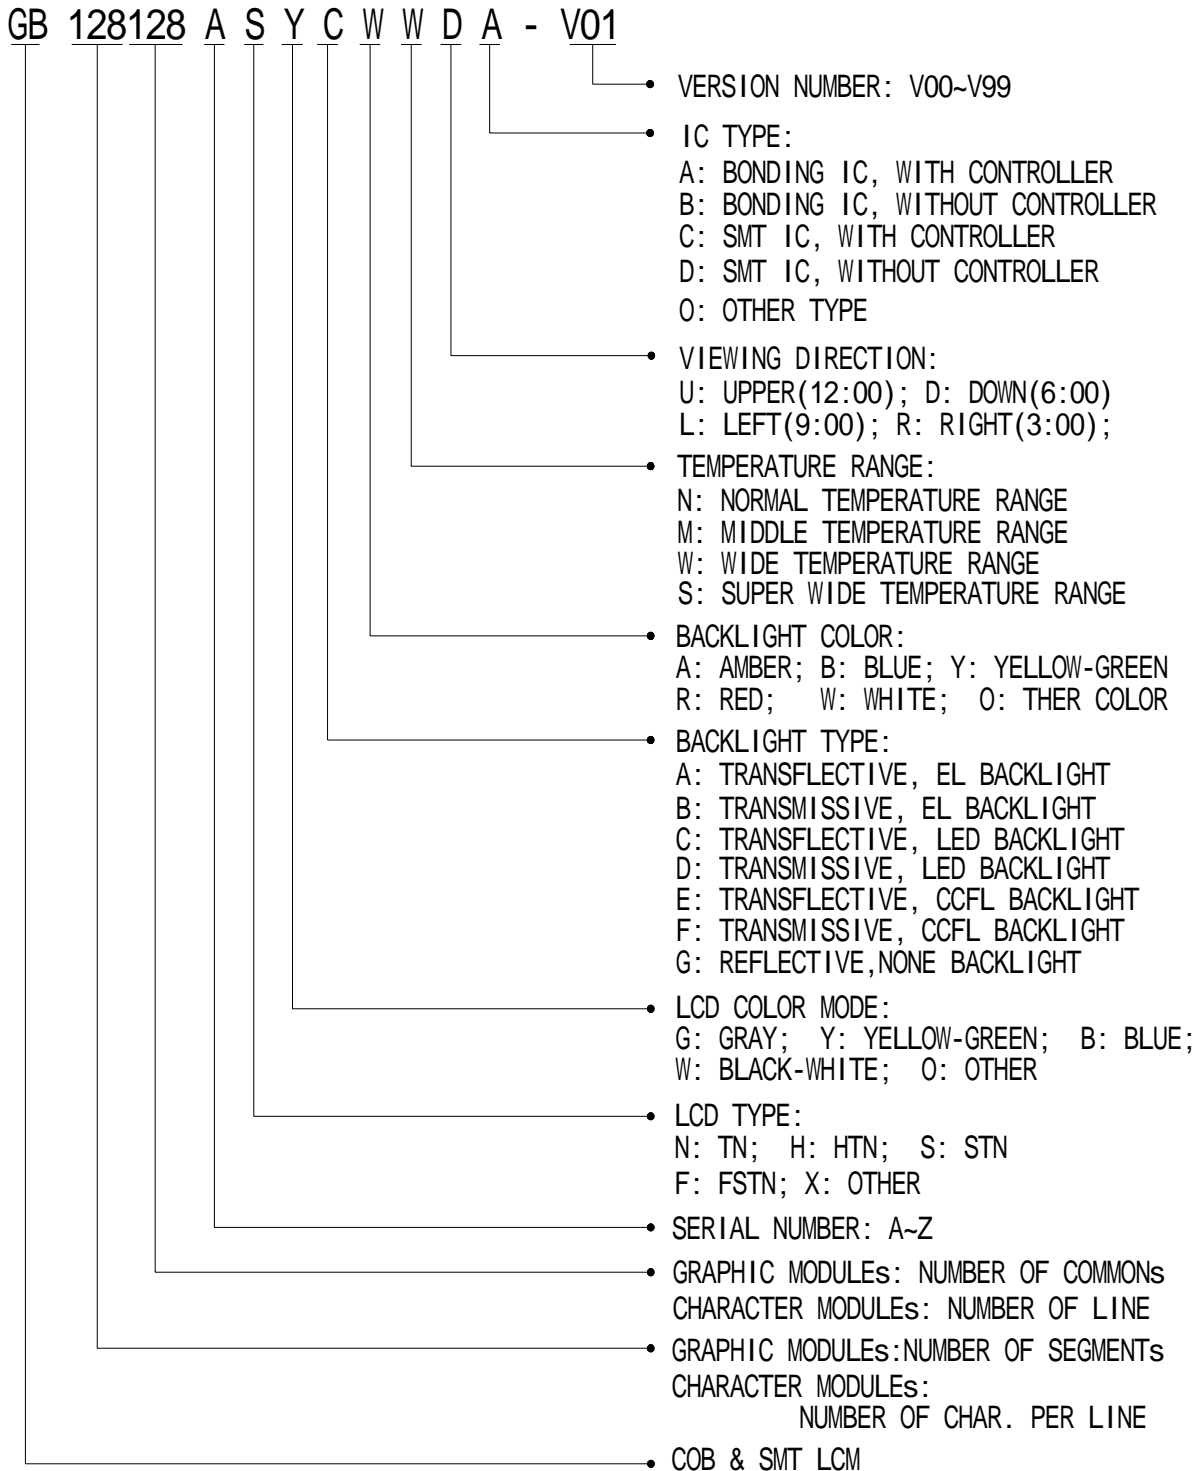 GB 128128 A S Y C W W D A - V01
VERSION NUMBER: V00~V99
IC TYPE:
A: BONDING IC, WITH CONTROLLER
B: BONDING IC, WITHOUT CONTROLLER
C: SMT IC, WITH CONTROLLER
D: SMT IC, WITHOUT CONTROLLER
O: OTHER TYPE
VIEWING DIRECTION:
U: UPPER(12:00); D: DOWN(6:00)
L: LEFT(9:00); R: RIGHT(3:00);
TEMPERATURE RANGE:
N: NORMAL TEMPERATURE RANGE
M: MIDDLE TEMPERATURE RANGE
W: WIDE TEMPERATURE RANGE
S: SUPER WIDE TEMPERATURE RANGE
BACKLIGHT COLOR:
A: AMBER; B: BLUE; Y: YELLOW-GREEN
R: RED; W: WHITE; O: THER COLOR
BACKLIGHT TYPE:
A: TRANSFLECTIVE, EL BACKLIGHT
B: TRANSMISSIVE, EL BACKLIGHT
C: TRANSFLECTIVE, LED BACKLIGHT
D: TRANSMISSIVE, LED BACKLIGHT
E: TRANSFLECTIVE, CCFL BACKLIGHT
F: TRANSMISSIVE, CCFL BACKLIGHT
G: REFLECTIVE,NONE BACKLIGHT
LCD COLOR MODE:
G: GRAY; Y: YELLOW-GREEN; B: BLUE;
W: BLACK-WHITE; O: OTHER
LCD TYPE:
N: TN; H: HTN; S: STN
F: FSTN; X: OTHER
SERIAL NUMBER: A~Z
GRAPHIC MODULEs: NUMBER OF COMMONs
CHARACTER MODULEs: NUMBER OF LINE
GRAPHIC MODULEs:NUMBER OF SEGMENTs
CHARACTER MODULEs:
NUMBER OF CHAR. PER LINE
COB & SMT LCM